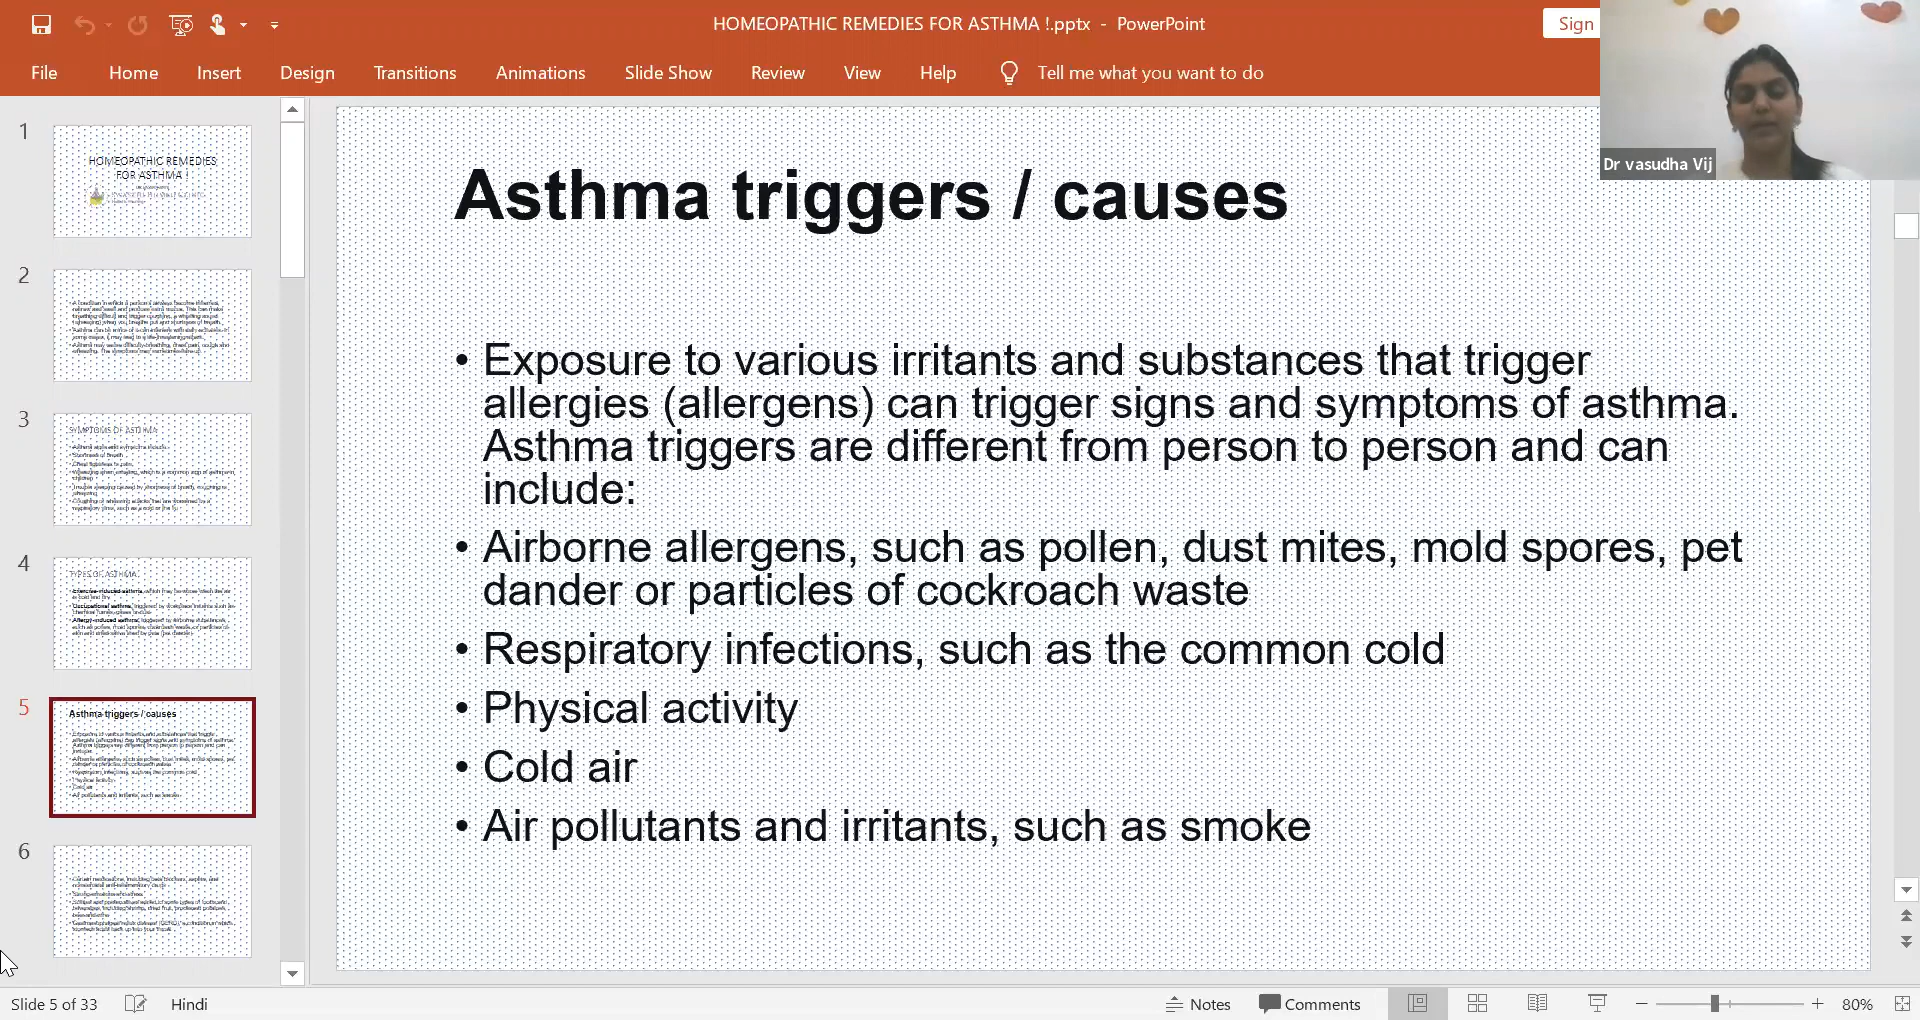 HOMEOPATHIC REMEDIES FOR ASTHMA !.pptx - PowerPoint
Sign
File Home Insert Design Transitions Animations Slide Show Review View Help Tell me what you want to do
Dr vasudha Vij
1
HOMEOPATHIC REMEDIES
FOR ASTHMA !
2
3
SYMPTOMS OF ASTHMA
4
TYPES OF ASTHMA
5
Asthma triggers / causes
6
Asthma triggers / causes
• Exposure to various irritants and substances that trigger
allergies (allergens) can trigger signs and symptoms of asthma.
Asthma triggers are different from person to person and can
include:
• Airborne allergens, such as pollen, dust mites, mold spores, pet
dander or particles of cockroach waste
• Respiratory infections, such as the common cold
• Physical activity
• Cold air
• Air pollutants and irritants, such as smoke
Slide 5 of 33 Hindi Notes Comments 80%